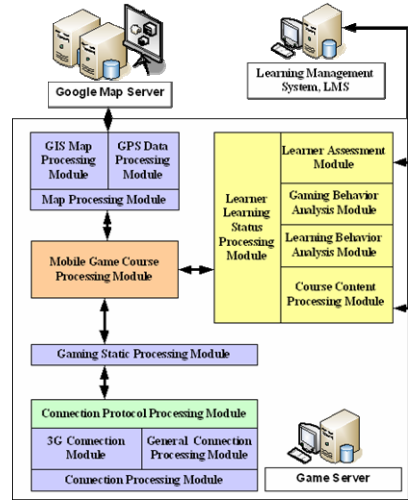 Google Map Server
Learning Management
System, LMS
GIS Map
Processing
Module
GPS Data
Processing
Module
Map Processing Module
Mobile Game Course
Processing Module
Learner
Learning
Status
Processing
Module
Learner Assessment
Module
Gaming Behavior
Analysis Module
Learning Behavior
Analysis Module
Course Content
Processing Module
Gaming Static Processing Module
Connection Protocol Processing Module
3G Connection
Module
General Connection
Processing Module
Connection Processing Module
Game Server